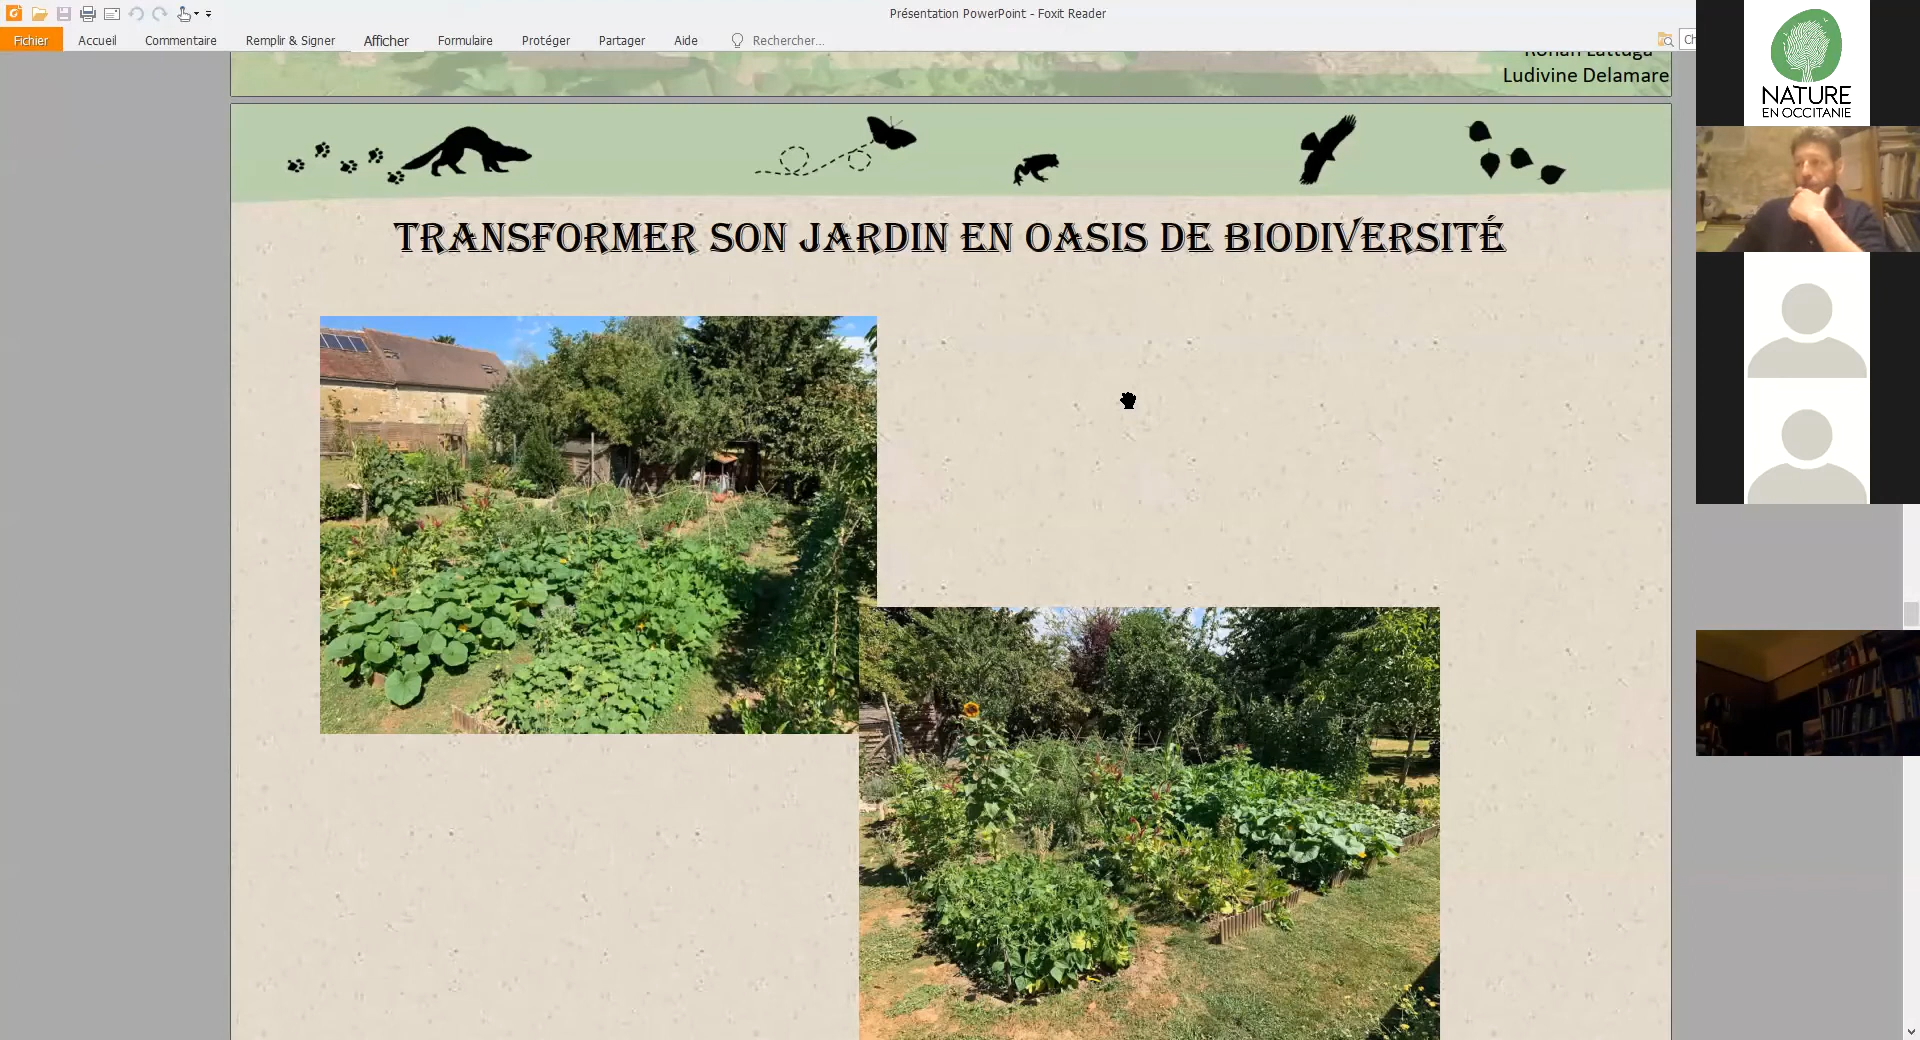 Présentation PowerPoint - Foxit Reader
Fichier Accueil Commentaire Remplir & Signer Afficher Formulaire Protéger Partager Aide Rechercher...
Ludivine Delamare
NATURE
EN OCCITANIE
TRANSFORMER SON JARDIN EN OASIS DE BIODIVERSITÉ